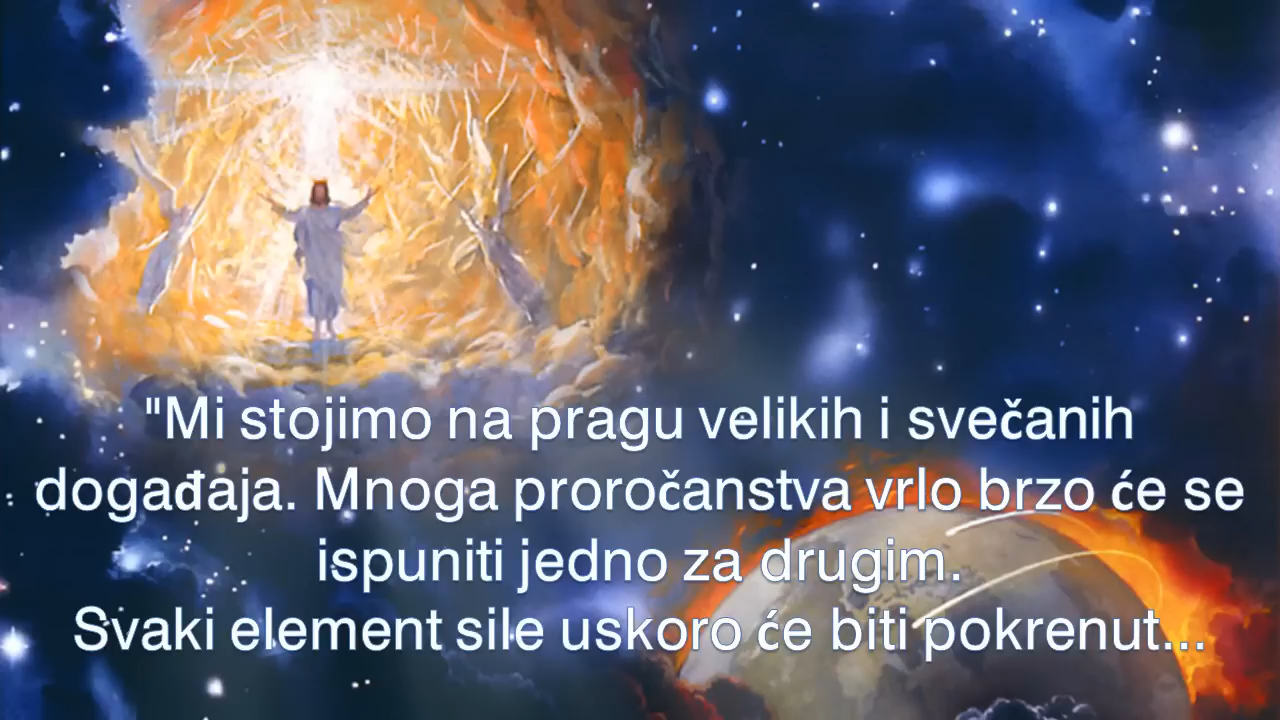 "Mi stojimo na pragu velikih i svečanih
događaja. Mnoga proročanstva vrlo brzo će se
ispuniti jedno za drugim.
Svaki element sile uskoro će biti pokrenut...